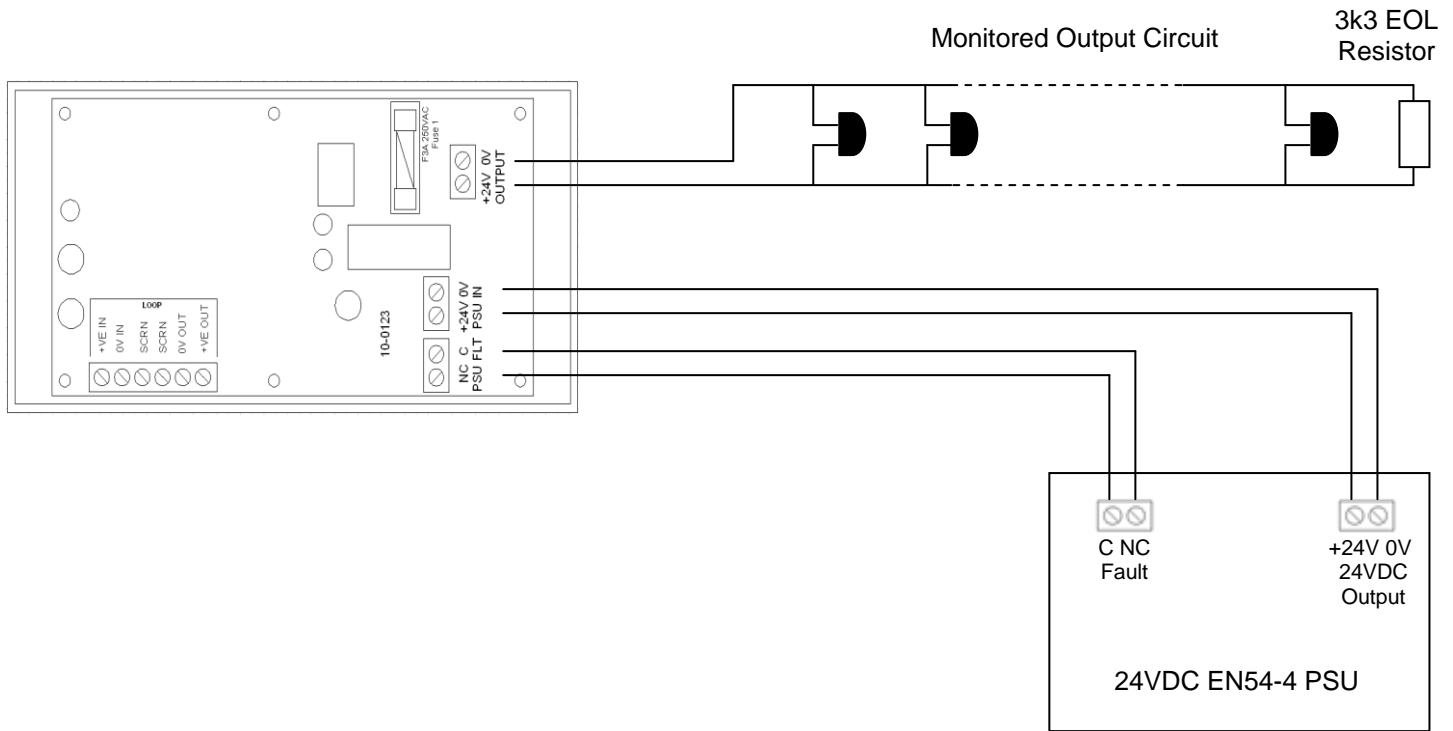 3k3 EOL
Resistor
Monitored Output Circuit
F3A 250VAC
Fuse 1
+24V 0V
OUTPUT
+24V 0V
PSU IN
NC C
PSU FLT
10-0123
LOOP
+VE IN
0V IN
SCRN
SCRN
0V OUT
+VE OUT
C NC
Fault
+24V 0V
24VDC
Output
24VDC EN54-4 PSU